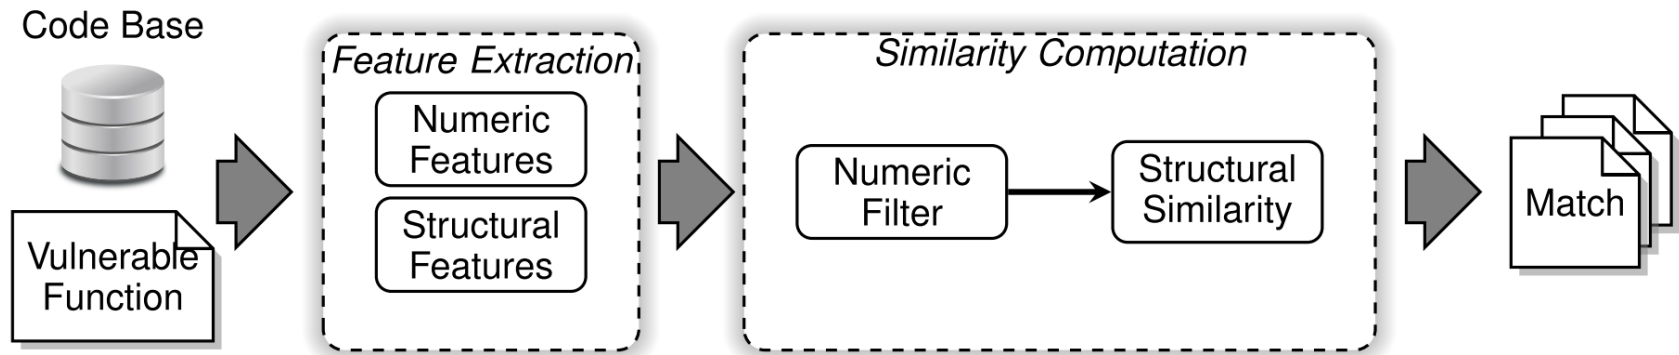 Code Base
Vulnerable
Function
Feature Extraction
Numeric
Features
Structural
Features
Similarity Computation
Numeric
Filter
Structural
Similarity
Match